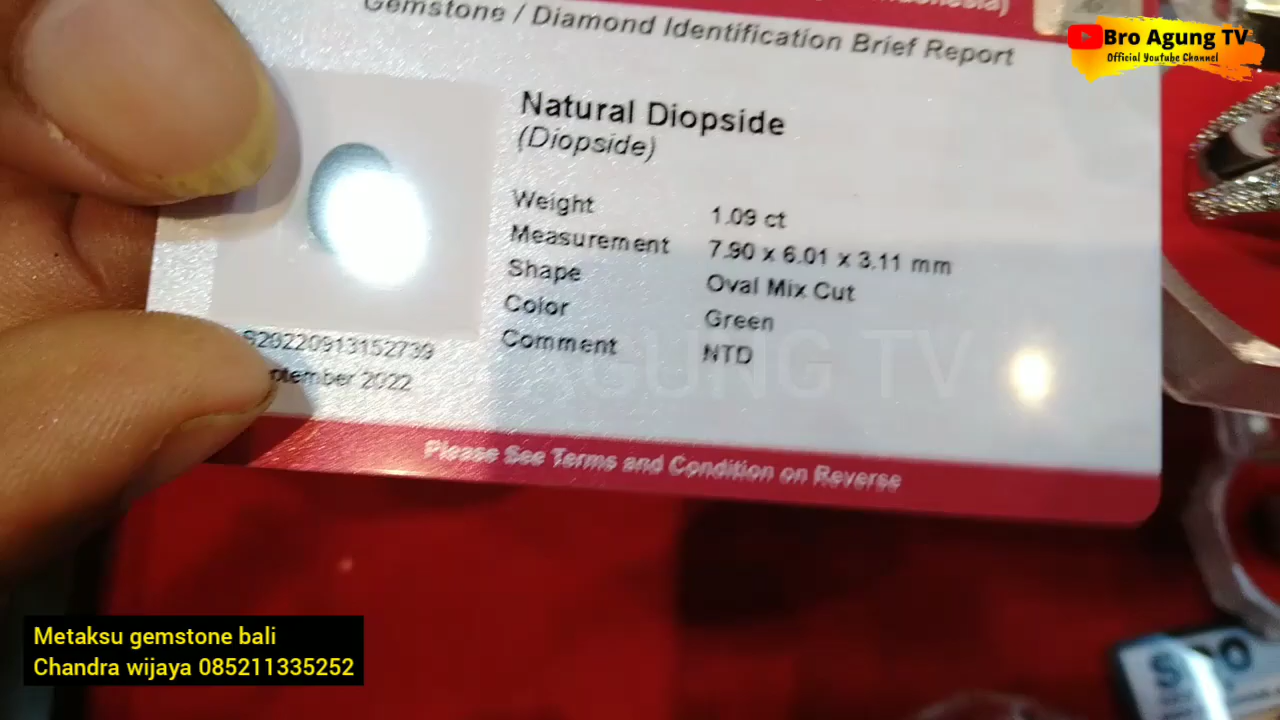 Gemstone / Diamond Identification Brief Report
Bro Agung TV
Official Youtube Channel
Natural Diopside
(Diopside)
Weight 1.09 ct
Measurement 7.90 x 6.01 x 3.11 mm
Shape Oval Mix Cut
Color Green
Comment NTD
20220913152739
2022
AGUNG TV
Please See Terms and Condition on Reverse
Metaksu gemstone bali
Chandra wijaya 085211335252